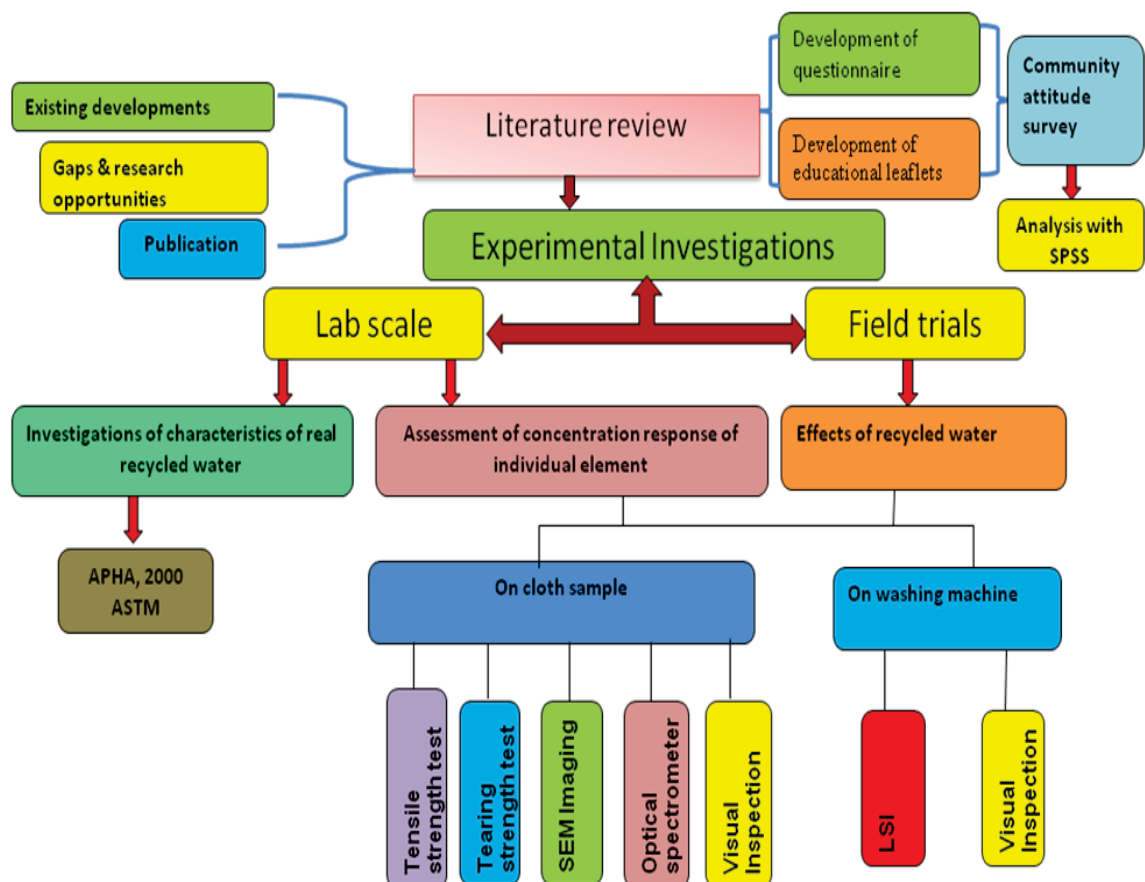 Existing developments
Gaps & research
opportunities
Publication
Literature review
Development of
questionnaire
Development of
educational leaflets
Community
attitude
survey
Analysis with
SPSS
Experimental Investigations
Lab scale
Field trials
Investigations of characteristics of real
recycled water
Assessment of concentration response of
individual element
Effects of recycled water
APHA, 2000
ASTM
On cloth sample
On washing machine
Tensile
strength test
Tearing
strength test
SEM Imaging
Optical
spectrometer
Visual Inspection
LSI
Visual
Inspection